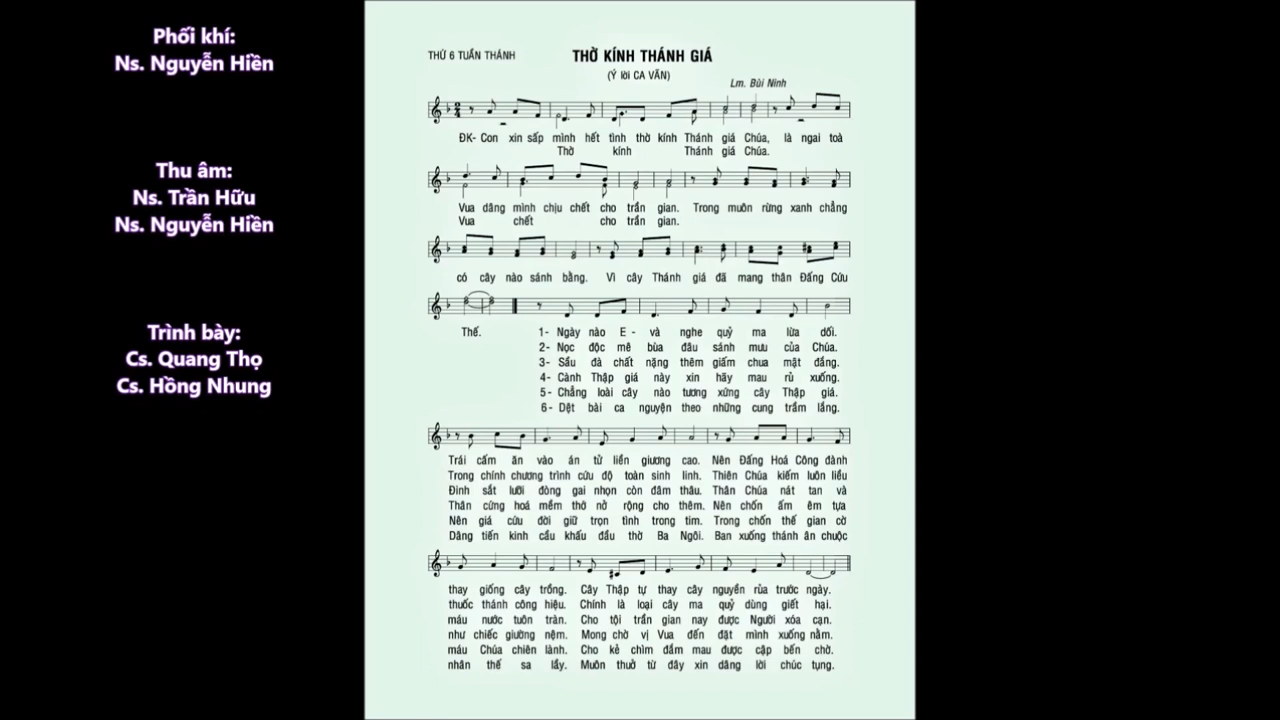 Phối khí:
Ns. Nguyễn Hiền
Thu âm:
Ns. Trần Hữu
Ns. Nguyễn Hiền
Trình bày:
Cs. Quang Thọ
Cs. Hồng Nhung
THỨ 6 TUẦN THÁNH
THỜ KÍNH THÁNH GIÁ
(Ý lời CA VÃN)
Lm. Bùi Ninh
ĐK- Con xin sấp mình hết tình thờ kính Thánh giá Chúa, là ngai toà
Thờ kính Thánh giá Chúa.
Vua dâng mình chịu chết cho trần gian. Trong muôn rừng xanh chẳng
Vua chết cho trần gian.
có cây nào sánh bằng. Vì cây Thánh giá đã mang thân Đấng Cứu
Thế. 1- Ngày nào E - và nghe quỷ ma lừa dối.
2- Nọc độc mê bùa đâu sánh mưu của Chúa.
3- Sầu đà chất nặng thêm giấm chua mật đắng.
4- Cành Thập giá này xin hãy mau rủ xuống.
5- Chẳng loài cây nào tương xứng cây Thập giá.
6- Dệt bài ca nguyện theo những cung trầm lắng.
Trái cấm ăn vào án tử liền giương cao. Nên Đấng Hoá Công đành
Trong chính chương trình cứu độ toàn sinh linh. Thiên Chúa kiếm luôn liều
Đinh sắt lưỡi đòng gai nhọn còn đâm thâu. Thân Chúa nát tan và
Thân cứng hoá mềm thớ nở rộng cho thêm. Nên chốn ấm êm tựa
Nên giá cứu đời giữ trọn tình trong tim. Trong chốn thế gian cờ
Dâng tiến kinh cầu khấu đầu thờ Ba Ngôi. Ban xuống thánh ân chuộc
thay giống cây trồng. Cây Thập tự thay cây nguyền rủa trước ngày.
thuốc thánh công hiệu. Chính là loại cây ma quỷ dùng giết hại.
máu nước tuôn tràn. Cho tội trần gian nay được Người xóa cạn.
như chiếc giường nệm. Mong chờ vị Vua đến đặt mình xuống nằm.
máu Chúa chiên lành. Cho kẻ chìm đắm mau được cập bến chờ.
nhân thế sa lầy. Muôn thuở từ đây xin dâng lời chúc tụng.